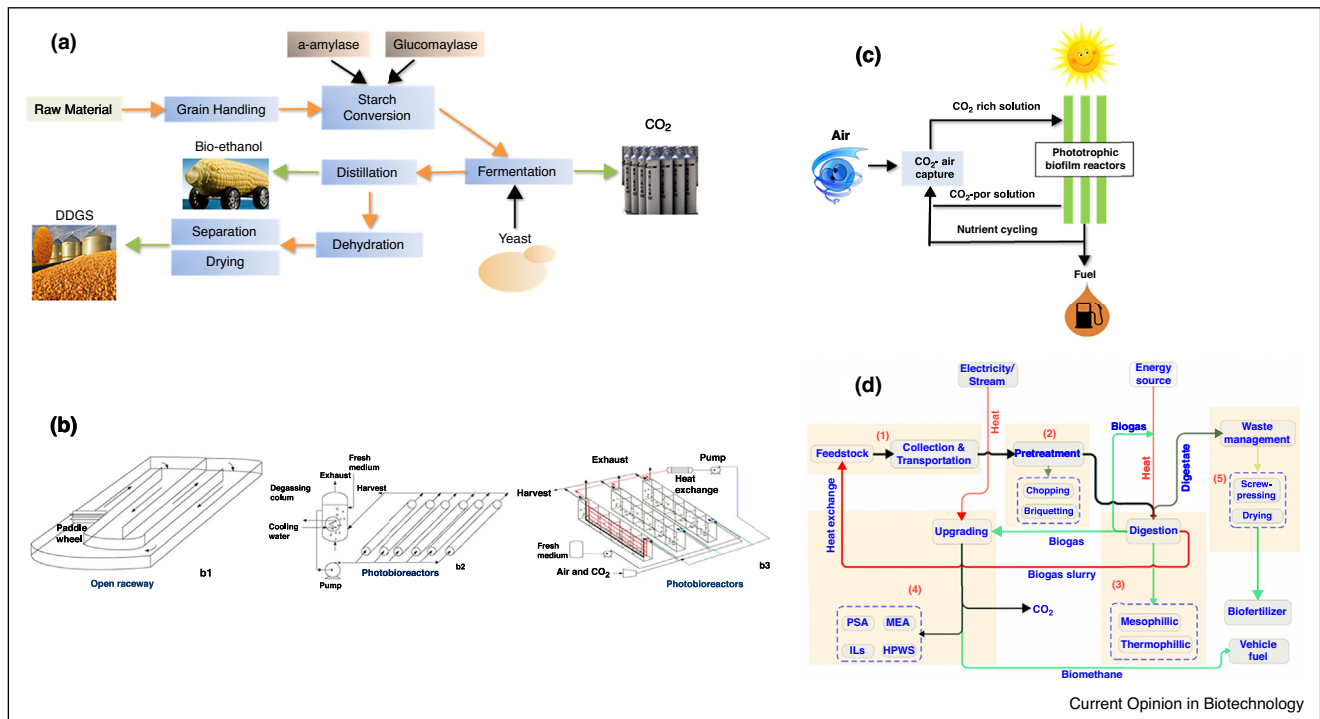 (a)
a-amylase
Glucomaylase
Raw Material
Grain Handling
Starch
Conversion
Bio-ethanol
CO2
Distillation
Fermentation
DDGS
Separation
Dehydration
Drying
Yeast
(c)
CO2 rich solution
Air
CO2- air
capture
Phototrophic
biofilm reactors
CO2-por solution
Nutrient cycling
Fuel
(b)
Paddle
wheel
Open raceway
b1
Fresh
medium
Exhaust
Degassing colum
Harvest
Cooling
water
Pump
Photobioreactors
b2
Exhaust
Pump
Heat
exchange
Harvest
Fresh
medium
Air and CO2
b3
Photobioreactors
(d)
Electricity/
Stream
Energy
source
Heat
(1)
(2)
Biogas
Heat
Digestate
Waste
management
Feedstock
Collection &
Transportation
Pretreatment
Chopping
Briquetting
(5)
Screw-
pressing
Drying
Heat exchange
Upgrading
Biogas
Digestion
Biogas slurry
(4)
(3)
CO2
PSA
MEA
ILs
HPWS
Mesophillic
Thermophillic
Biofertilizer
Vehicle
fuel
Biomethane
Current Opinion in Biotechnology